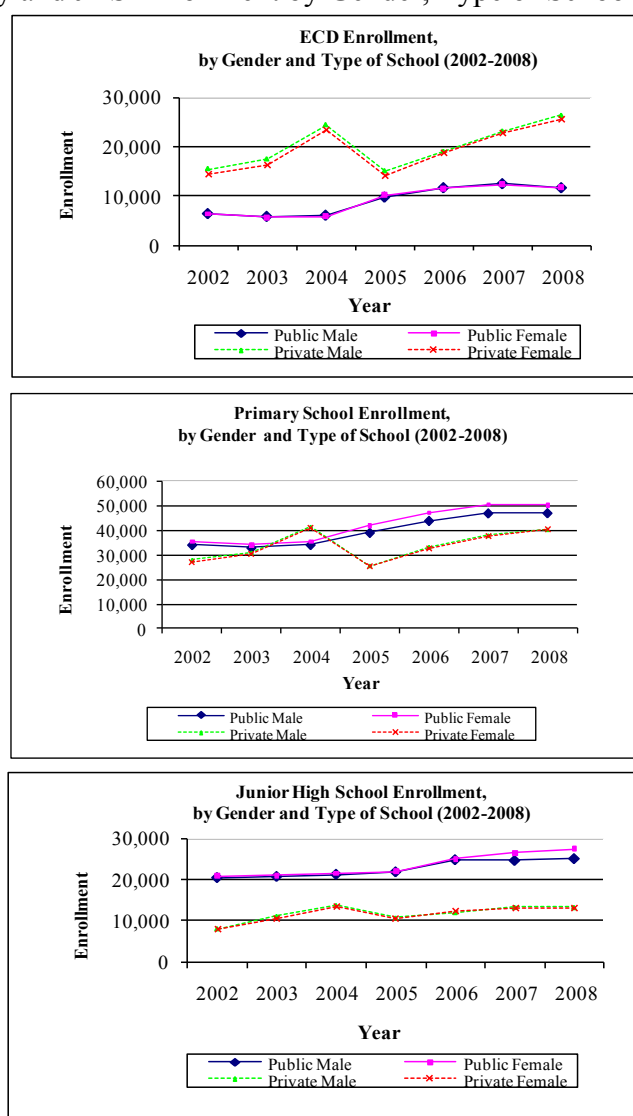 ECD Enrollment,
by Gender and Type of School (2002-2008)
30,000
20,000
10,000
0
Enrollment
2002 2003 2004 2005 2006 2007 2008
Year
Public Male Public Female
Private Male Private Female
Primary School Enrollment,
by Gender and Type of School (2002-2008)
60,000
50,000
40,000
30,000
20,000
10,000
0
Enrollment
2002 2003 2004 2005 2006 2007 2008
Year
Public Male Public Female
Private Male Private Female
Junior High School Enrollment,
by Gender and Type of School (2002-2008)
30,000
20,000
10,000
0
Enrollment
2002 2003 2004 2005 2006 2007 2008
Year
Public Male Public Female
Private Male Private Female